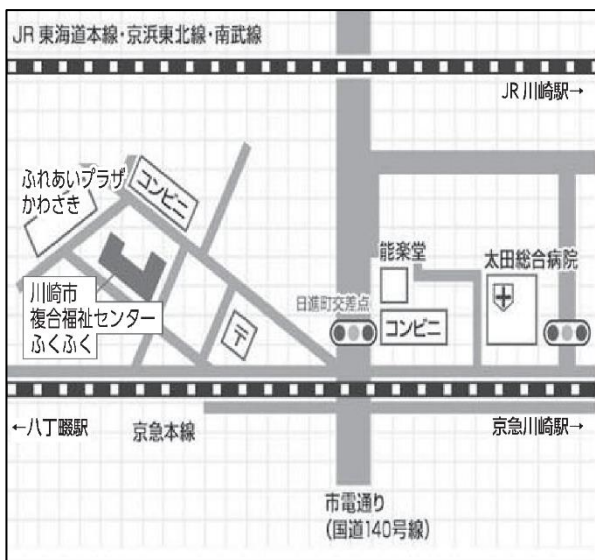 JR 東海道本線・京浜東北線・南武線
JR 川崎駅→
ふれあいプラザ
かわさき
コンビニ
能楽堂
太田総合病院
川崎市
複合福祉センター
ふくふく
〒
日進町交差点
コンビニ
←八丁畷駅
京急本線
京急川崎駅→
市電通り
(国道140号線)